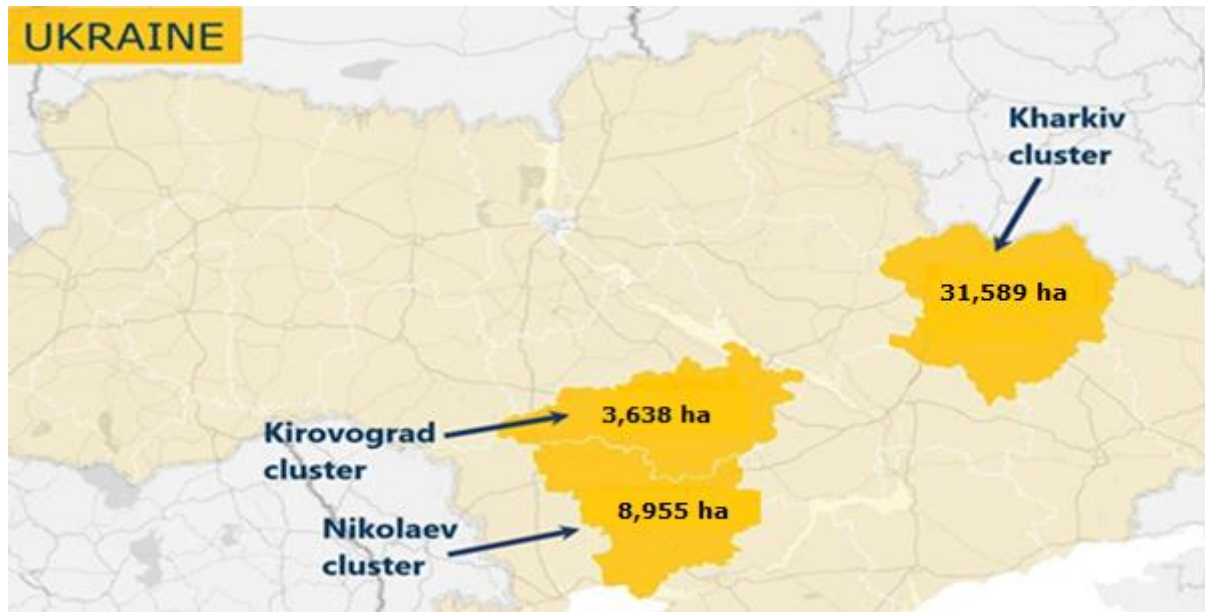 UKRAINE
Kharkiv
cluster
31,589 ha
Kirovograd
cluster
3,638 ha
Nikolaev
cluster
8,955 ha